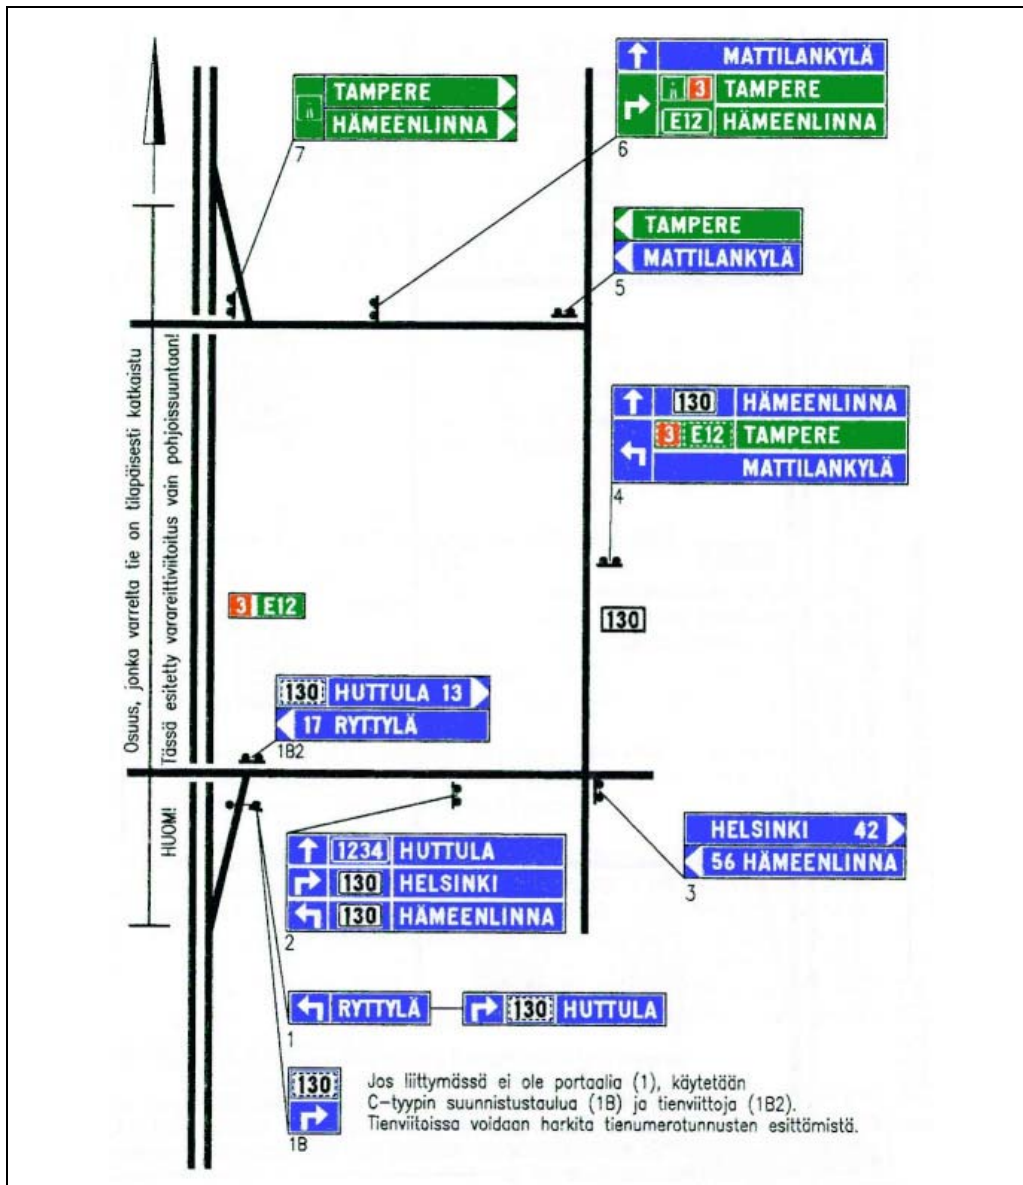 MATTILANKYLÄ
3 TAMPERE
E12 HÄMEENLINNA
6
TAMPERE
HÄMEENLINNA
7
TAMPERE
MATTILANKYLÄ
5
130 HÄMEENLINNA
3 E12 TAMPERE
MATTILANKYLÄ
4
Osuus, jonka varrelta tie on tilapäisesti katkaistu
HUOM! Tässä esitetty varareittiviitoitus vain pohjoissuuntaan!
3 E12
130
130 HUTTULA 13
17 RYTTYLÄ
1B2
HELSINKI 42
56 HÄMEENLINNA
3
1234 HUTTULA
130 HELSINKI
130 HÄMEENLINNA
2
RYTTYLÄ 130 HUTTULA
1
130
1B
Jos liittymässä ei ole portaalia (1), käytetään
C-tyypin suunnistustaulua (1B) ja tienviittoja (1B2).
Tienviitoissa voidaan harkita tienumerotunnusten esittämistä.